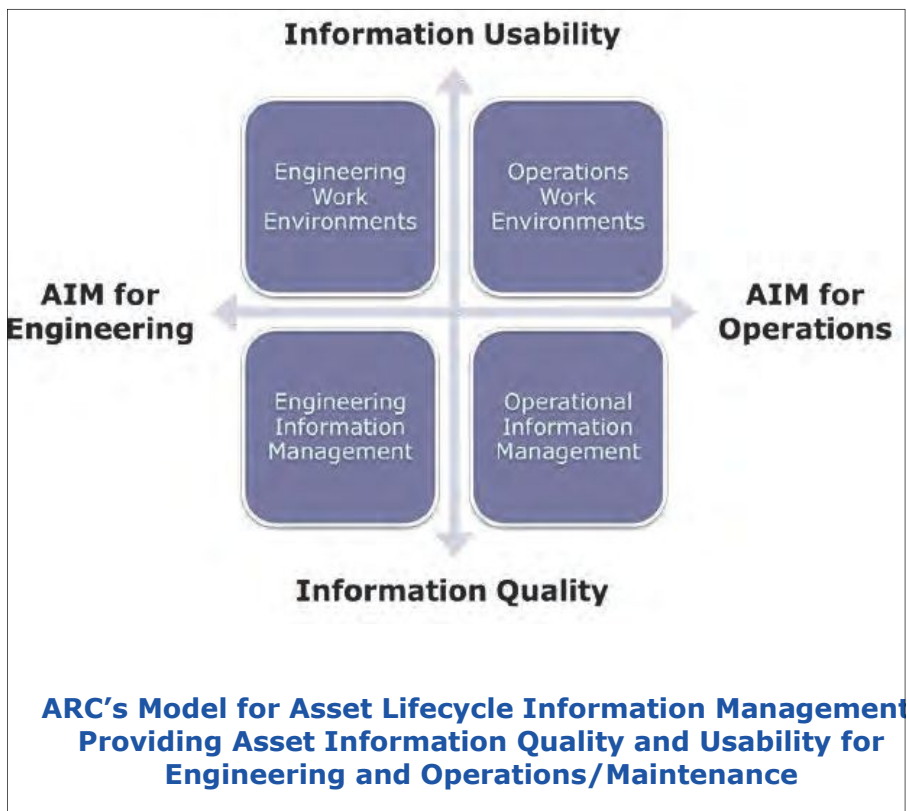 Information Usability
Engineering
Work
Environments
Operations
Work
Environments
AIM for
Engineering
AIM for
Operations
Engineering
Information
Management
Operational
Information
Management
Information Quality
ARC's Model for Asset Lifecycle Information Management
Providing Asset Information Quality and Usability for
Engineering and Operations/Maintenance